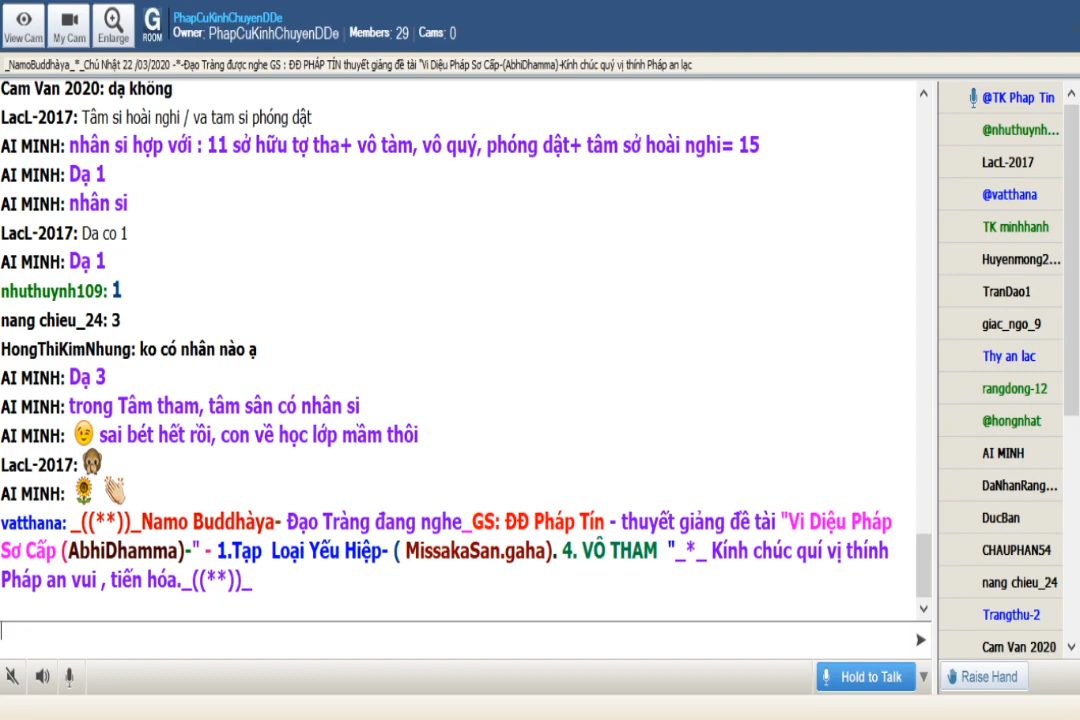 View Cam
My Cam
Enlarge
G
ROOM
PhapCuKinhChuyenDDe
Owner: PhapCuKinhChuyenDDe | Members: 29 | Cams: 0
_NamoBuddhàya_*_Chủ Nhật 22 /03/2020 -*-Đạo Tràng được nghe GS : ĐĐ PHÁP TÍN thuyết giảng đề tài "Vi Diệu Pháp Sơ Cấp-(AbhiDhamma)-Kính chúc quý vị thính Pháp an lạc
Cam Van 2020: dạ không
LacL-2017: Tâm si hoài nghi / va tam si phóng dật
AI MINH: nhân si hợp với : 11 sở hữu tợ tha+ vô tàm, vô quý, phóng dật+ tâm sở hoài nghi= 15
AI MINH: Dạ 1
AI MINH: nhân si
LacL-2017: Da co 1
AI MINH: Dạ 1
nhuthuynh109: 1
nang chieu_24: 3
HongThiKimNhung: ko có nhân nào ạ
AI MINH: Dạ 3
AI MINH: trong Tâm tham, tâm sân có nhân si
AI MINH: 😉 sai bét hết rồi, con về học lớp mầm thôi
LacL-2017: 🙊
AI MINH: 🌻 👏
vatthana: _((**))_Namo Buddhàya- Đạo Tràng đang nghe_GS: ĐĐ Pháp Tín - thuyết giảng đề tài "Vi Diệu Pháp
Sơ Cấp (AbhiDhamma)-" - 1.Tạp Loại Yếu Hiệp- ( MissakaSan.gaha). 4. VÔ THAM "_*_ Kính chúc quí vị thính
Pháp an vui , tiến hóa._((**))_
@TK Phap Tin
@nhuthuynh...
LacL-2017
@vatthana
TK minhhanh
Huyenmong2...
TranDao1
giac_ngo_9
Thy an lac
rangdong-12
@hongnhat
AI MINH
DaNhanRang...
DucBan
CHAUPHAN54
nang chieu_24
Trangthu-2
Cam Van 2020
Hold to Talk
Raise Hand